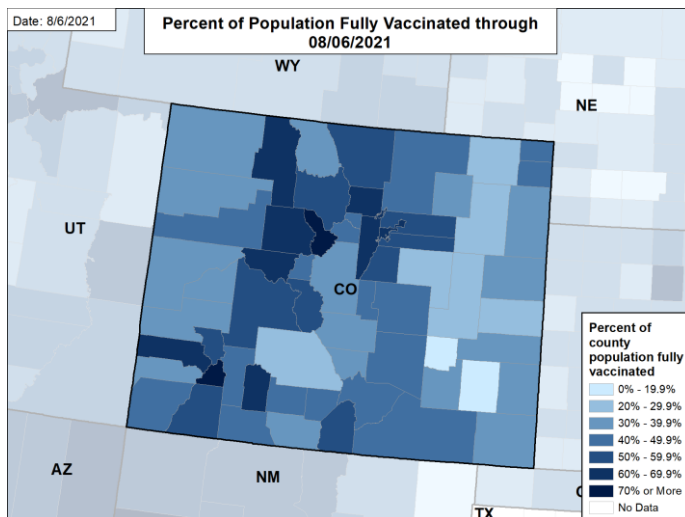 Date: 8/6/2021
Percent of Population Fully Vaccinated through
08/06/2021
WY
NE
UT
CO
AZ
NM
TX
Percent of
county
population fully
vaccinated
0% - 19.9%
20% - 29.9%
30% - 39.9%
40% - 49.9%
50% - 59.9%
60% - 69.9%
70% or More
No Data